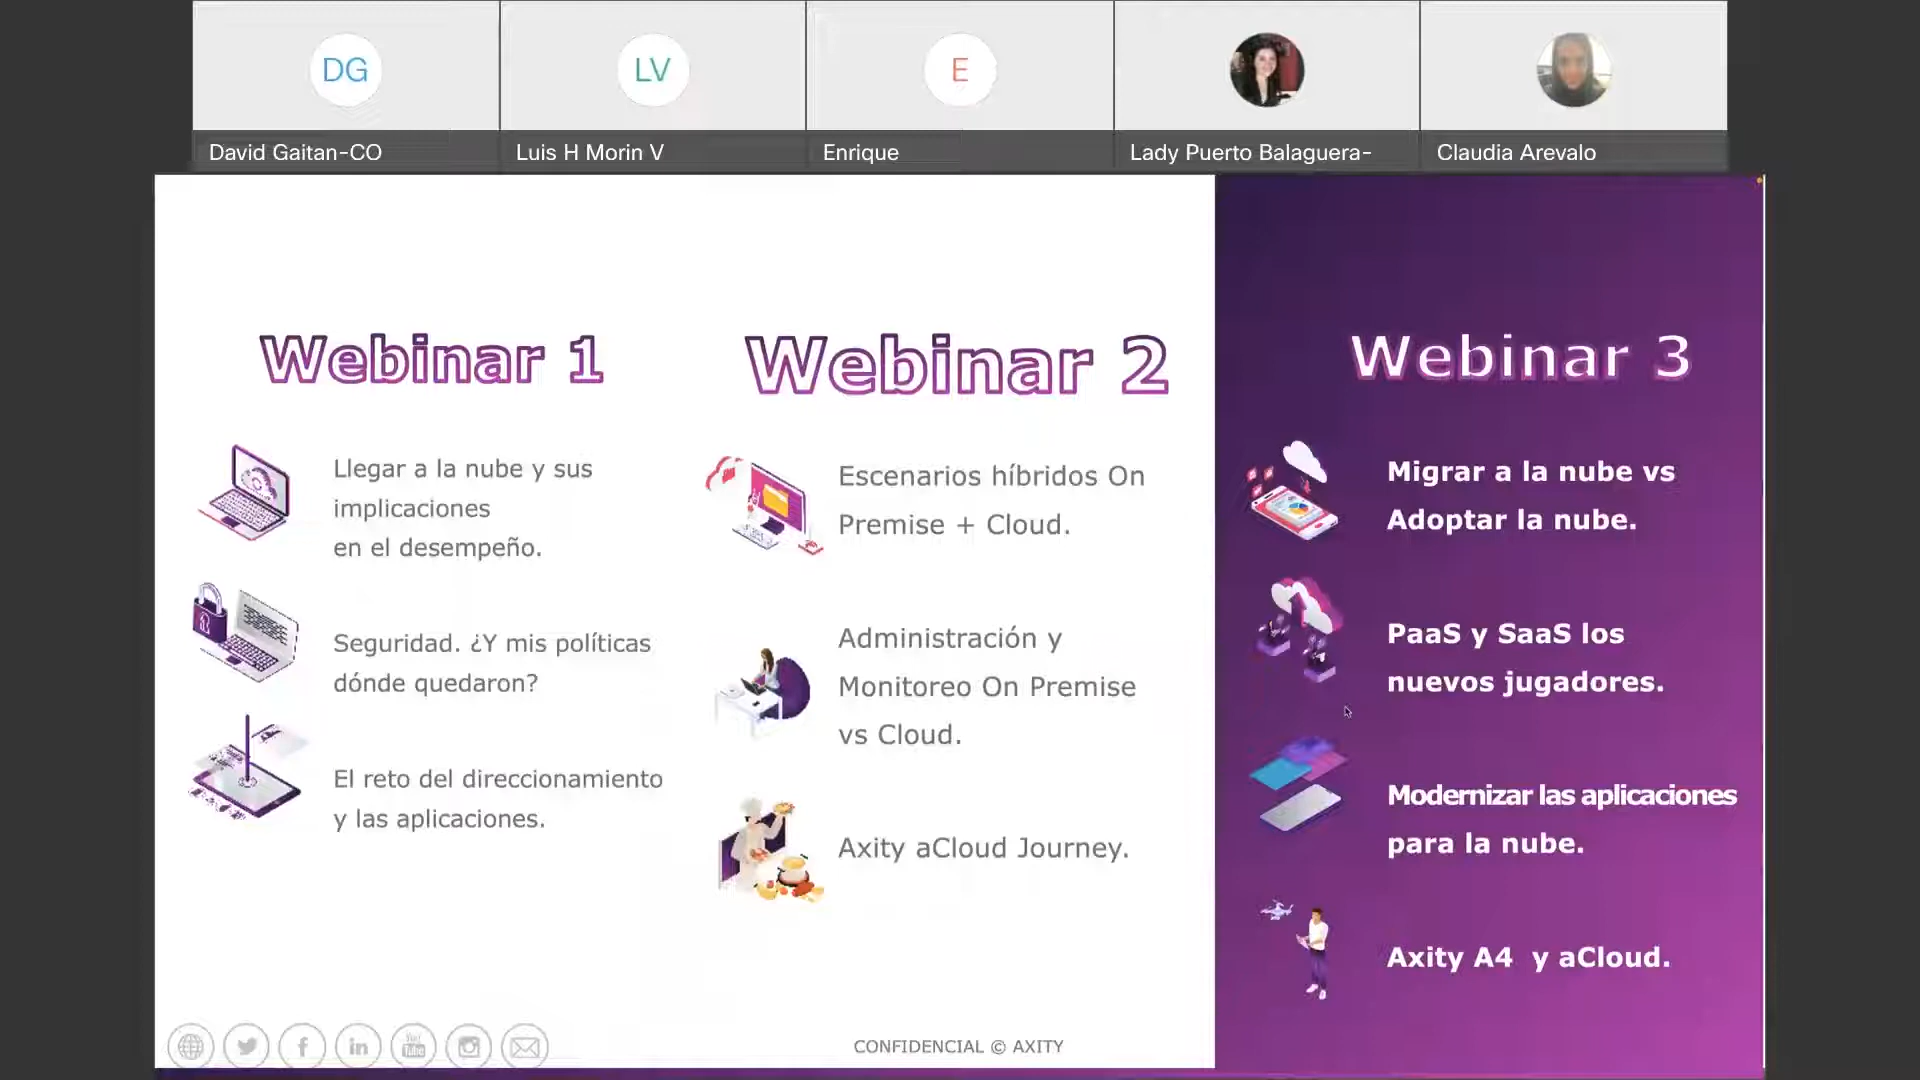 DG
LV
E
David Gaitan-CO
Luis H Morin V
Enrique
Lady Puerto Balaguera-
Claudia Arevalo
Webinar 1
Llegar a la nube y sus
implicaciones
en el desempeño.
Seguridad. ¿Y mis políticas
dónde quedaron?
El reto del direccionamiento
y las aplicaciones.
Webinar 2
Escenarios híbridos On
Premise + Cloud.
Administración y
Monitoreo On Premise
vs Cloud.
Axity aCloud Journey.
Webinar 3
Migrar a la nube vs
Adoptar la nube.
PaaS y SaaS los
nuevos jugadores.
Modernizar las aplicaciones
para la nube.
Axity A4 y aCloud.
You
Tube
CONFIDENCIAL © AXITY